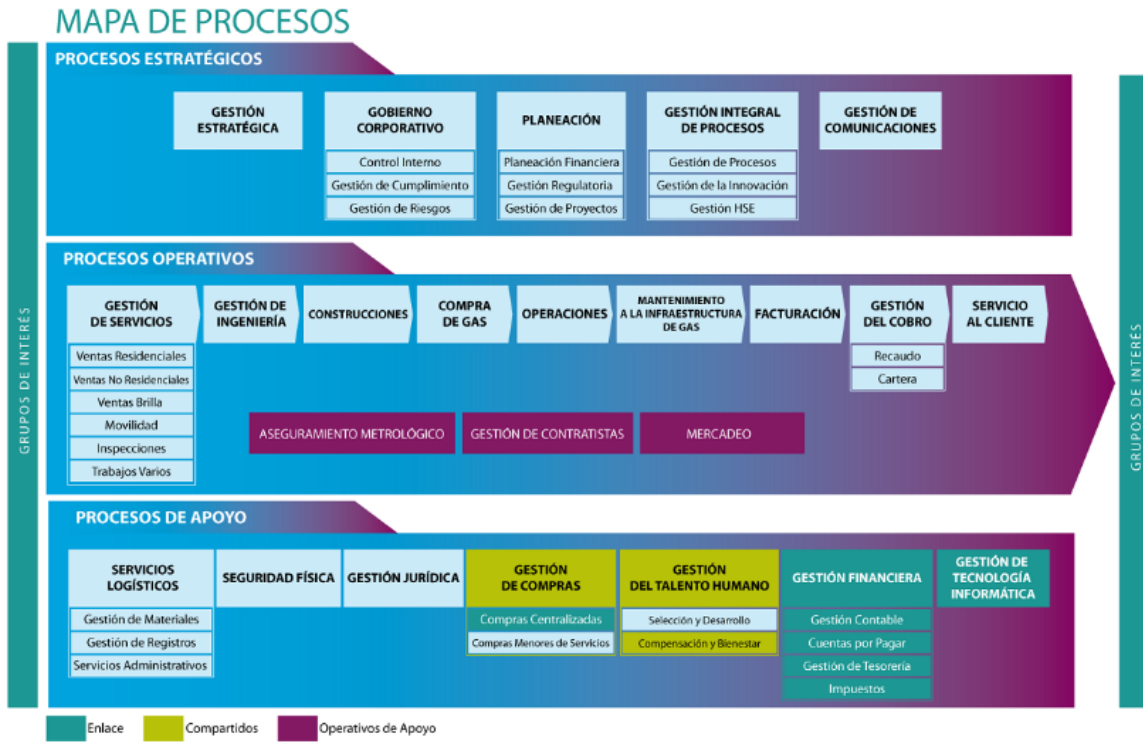 MAPA DE PROCESOS
GRUPOS DE INTERÉS
PROCESOS ESTRATÉGICOS
GESTIÓN
ESTRATÉGICA
GOBIERNO
CORPORATIVO
Control Interno
Gestión de Cumplimiento
Gestión de Riesgos
PLANEACIÓN
Planeación Financiera
Gestión Regulatoria
Gestión de Proyectos
GESTIÓN INTEGRAL
DE PROCESOS
Gestión de Procesos
Gestión de la Innovación
Gestión HSE
GESTIÓN DE
COMUNICACIONES
PROCESOS OPERATIVOS
GESTIÓN
DE SERVICIOS
Ventas Residenciales
Ventas No Residenciales
Ventas Brilla
Movilidad
Inspecciones
Trabajos Varios
GESTIÓN DE
INGENIERÍA
CONSTRUCCIONES
COMPRA
DE GAS
OPERACIONES
MANTENIMIENTO
A LA INFRAESTRUCTURA
DE GAS
FACTURACIÓN
GESTIÓN
DEL COBRO
Recaudo
Cartera
SERVICIO
AL CLIENTE
ASEGURAMIENTO METROLÓGICO
GESTIÓN DE CONTRATISTAS
MERCADEO
PROCESOS DE APOYO
SERVICIOS
LOGÍSTICOS
Gestión de Materiales
Gestión de Registros
Servicios Administrativos
SEGURIDAD FÍSICA
GESTIÓN JURÍDICA
GESTIÓN
DE COMPRAS
Compras Centralizadas
Compras Menores de Servicios
GESTIÓN
DEL TALENTO HUMANO
Selección y Desarrollo
Compensación y Bienestar
GESTIÓN FINANCIERA
Gestión Contable
Cuentas por Pagar
Gestión de Tesorería
Impuestos
GESTIÓN DE
TECNOLOGÍA
INFORMÁTICA
GRUPOS DE INTERÉS
Enlace
Compartidos
Operativos de Apoyo